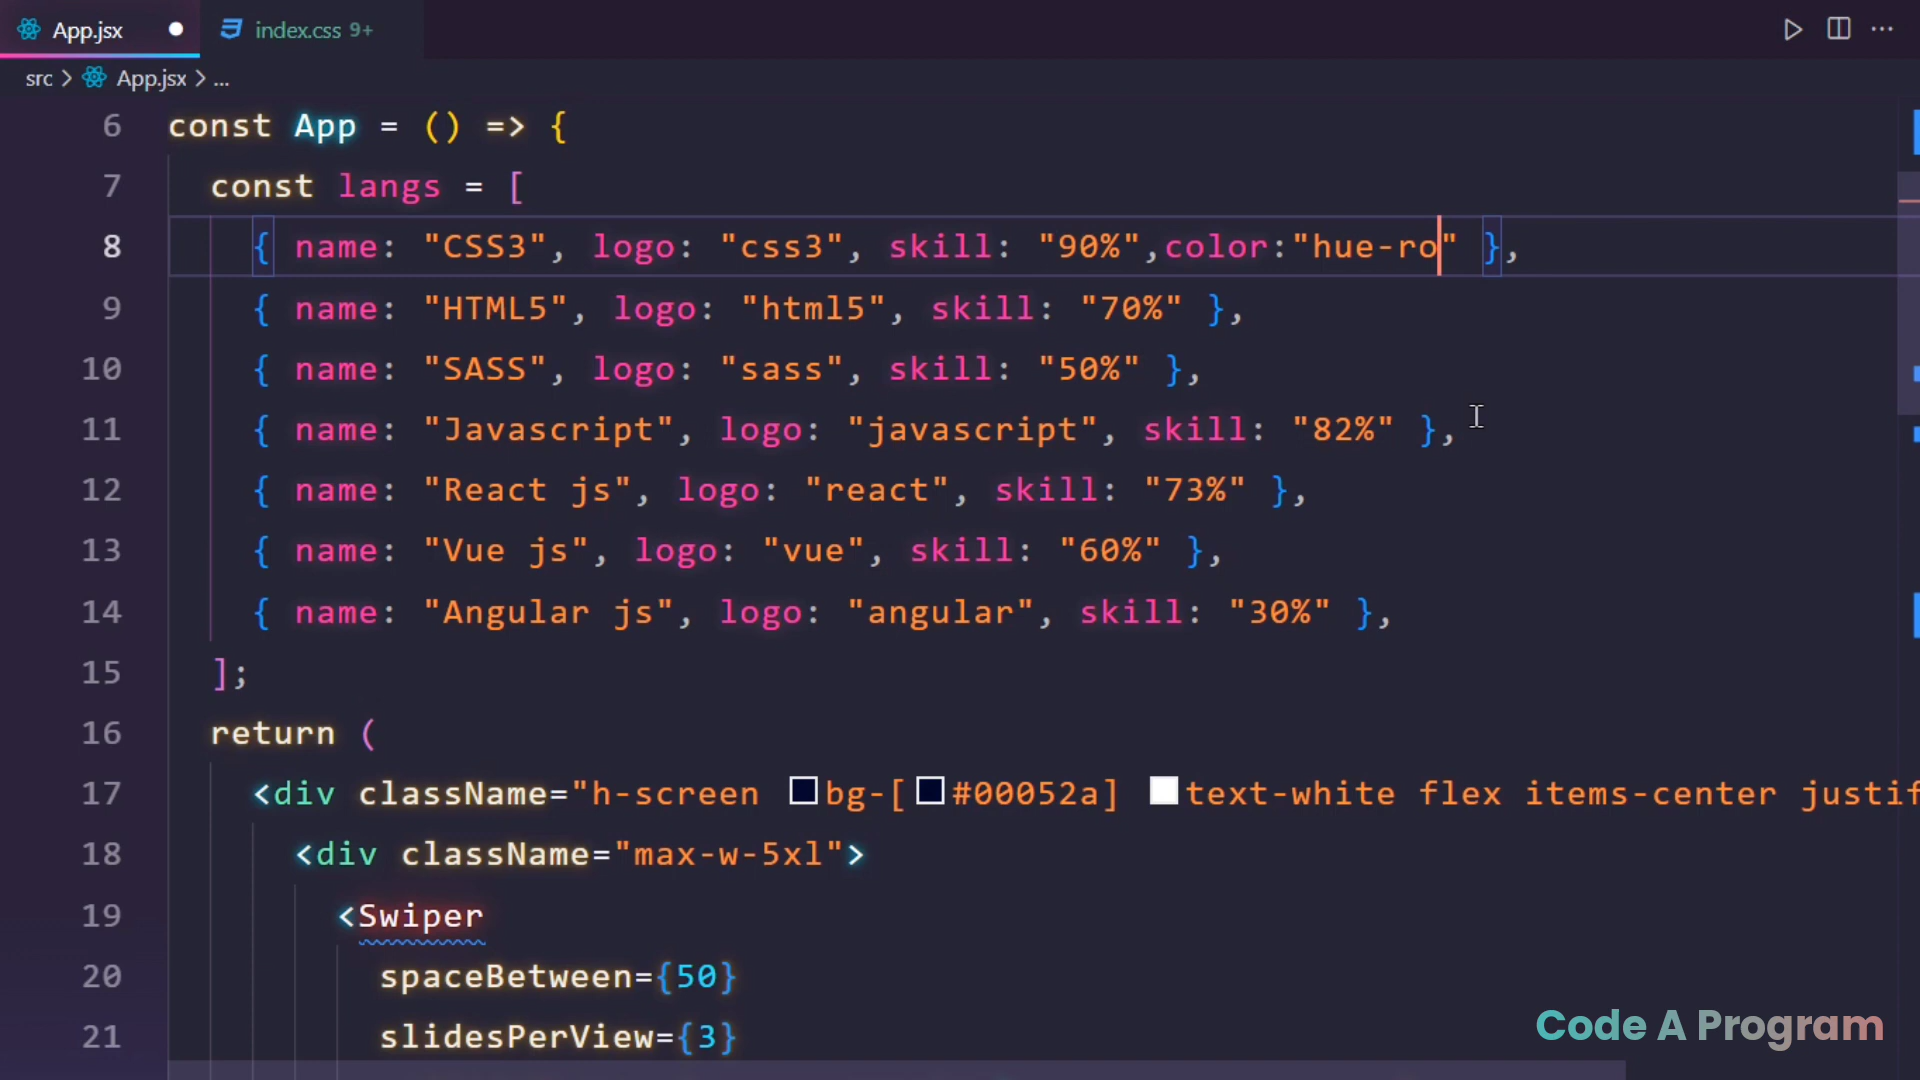 App.jsx
index.css 9+
src > App.jsx > ...
6 const App = () => {
7 const langs = [
8 { name: "CSS3", logo: "css3", skill: "90%",color:"hue-ro" },
9 { name: "HTML5", logo: "html5", skill: "70%" },
10 { name: "SASS", logo: "sass", skill: "50%" },
11 { name: "Javascript", logo: "javascript", skill: "82%" },
12 { name: "React js", logo: "react", skill: "73%" },
13 { name: "Vue js", logo: "vue", skill: "60%" },
14 { name: "Angular js", logo: "angular", skill: "30%" },
15 ];
16 return (
17 <div className="h-screen bg-[#00052a] text-white flex items-center justif
18 <div className="max-w-5xl">
19 <Swiper
20 spaceBetween={50}
21 slidesPerView={3}
Code A Program